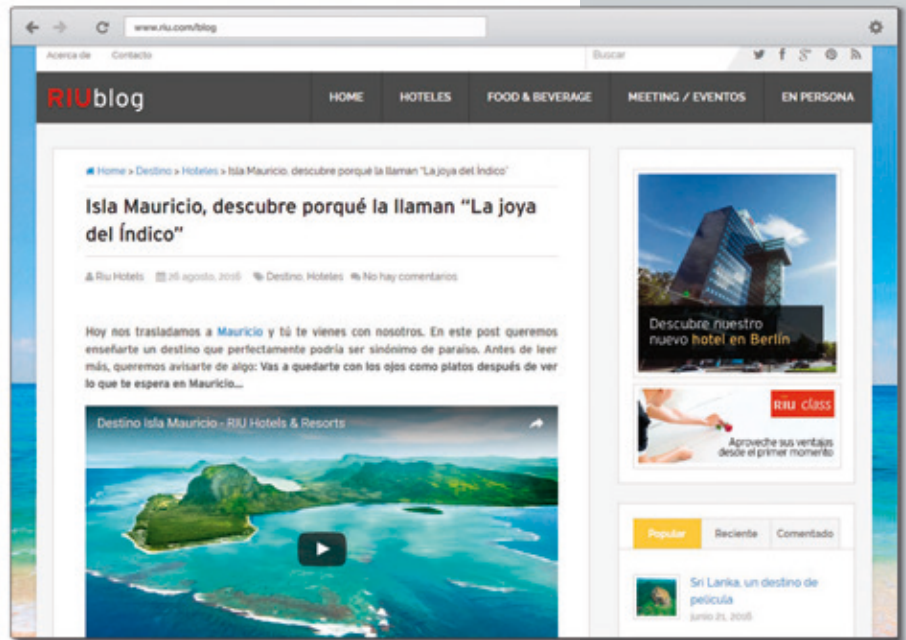 www.riu.com/blog
Acerca de Contacto Buscar
RIUblog HOME HOTELES FOOD & BEVERAGE MEETING / EVENTOS EN PERSONA
Home » Destino » Hoteles » Isla Mauricio, descubre porqué la llaman "La joya del Índico"
Isla Mauricio, descubre porqué la llaman "La joya
del Índico"
Riu Hotels 26 agosto, 2016 Destino, Hoteles No hay comentarios
Hoy nos trasladamos a Mauricio y tú te vienes con nosotros. En este post queremos
enseñarte un destino que perfectamente podría ser sinónimo de paraíso. Antes de leer
más, queremos avisarte de algo: Vas a quedarte con los ojos como platos después de ver
lo que te espera en Mauricio...
Destino Isla Mauricio - RIU Hotels & Resorts
Descubre nuestro
nuevo hotel en Berlín
RIU class
Aproveche sus ventajas
desde el primer momento
Popular Reciente Comentado
Sri Lanka, un destino de
película
junio 21, 2016